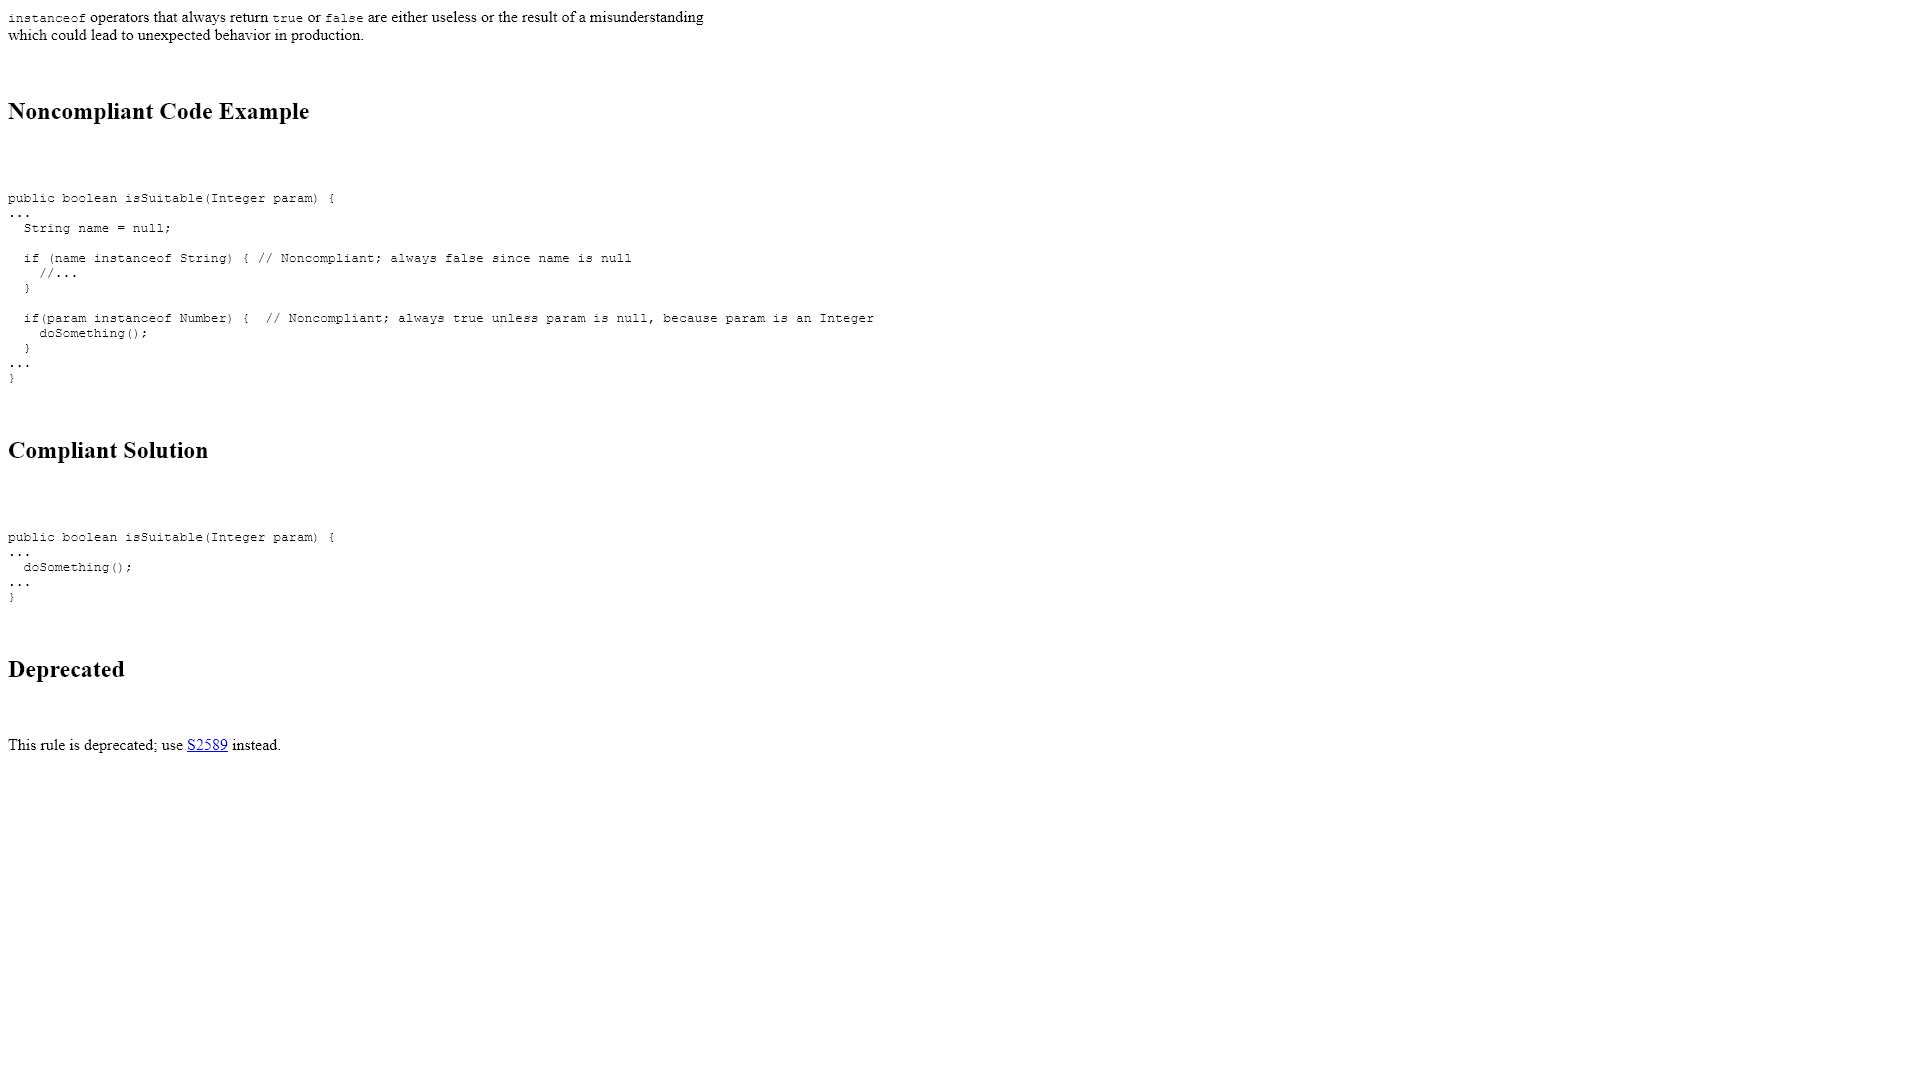 instanceof operators that always return true or false are either useless or the result of a misunderstanding
which could lead to unexpected behavior in production.
Noncompliant Code Example
public boolean isSuitable(Integer param) {
...
  String name = null;
  if (name instanceof String) { // Noncompliant; always false since name is null
    //...
  }
  if(param instanceof Number) {  // Noncompliant; always true unless param is null, because param is an Integer
    doSomething();
  }
...
}
Compliant Solution
public boolean isSuitable(Integer param) {
...
  doSomething();
...
}
Deprecated
This rule is deprecated; use S2589 instead.